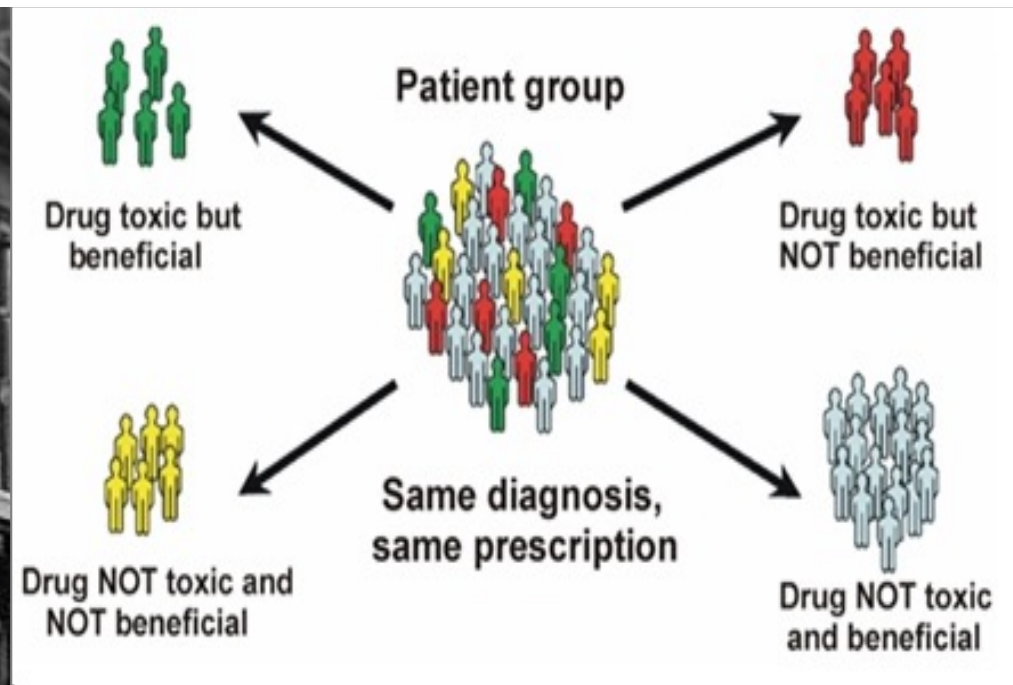 Patient group
Drug toxic but
beneficial
Drug toxic but
NOT beneficial
Same diagnosis,
same prescription
Drug NOT toxic and
NOT beneficial
Drug NOT toxic
and beneficial